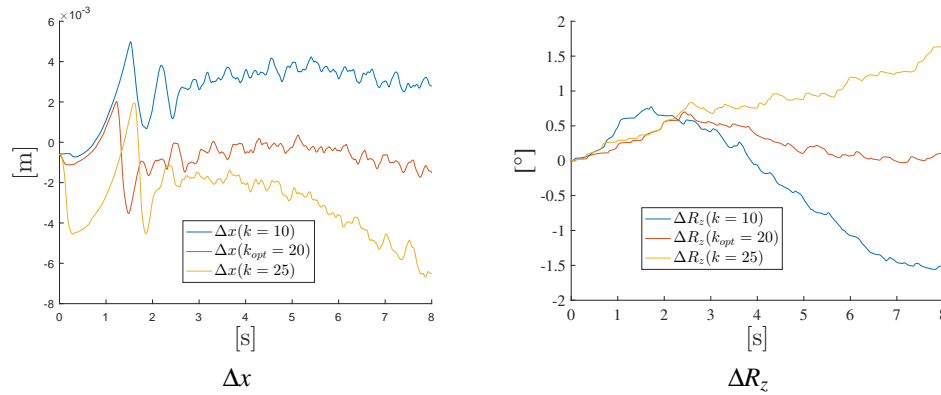 ×10⁻³
6
4
2
0
-2
-4
-6
-8
[m]
0 1 2 3 4 5 6 7 8
[s]
Δx(k = 10)
Δx(k_opt = 20)
Δx(k = 25)
Δx
2
1.5
1
0.5
0
-0.5
-1
-1.5
-2
[°]
0 1 2 3 4 5 6 7 8
[s]
ΔR_z(k = 10)
ΔR_z(k_opt = 20)
ΔR_z(k = 25)
ΔR_z